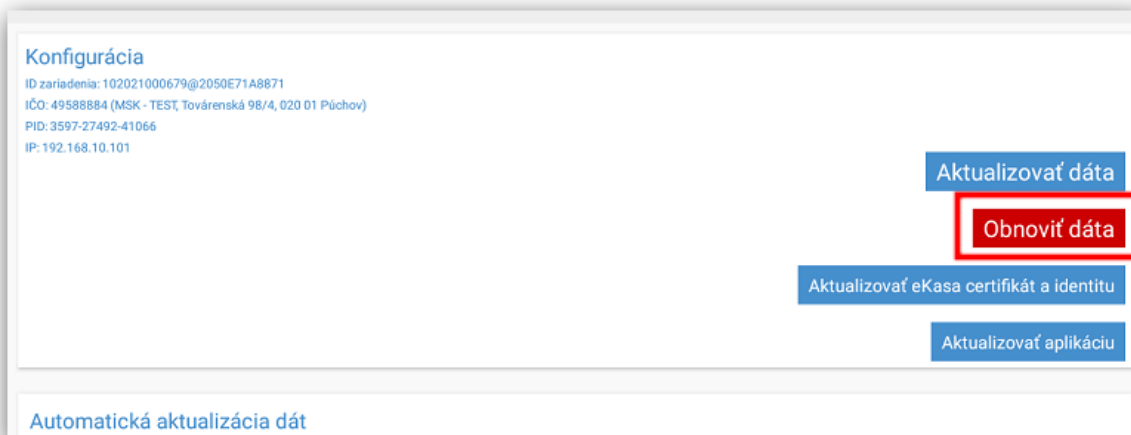 Konfigurácia
ID zariadenia: 102021000679@2050E71A8871
IČO: 49588884 (MSK - TEST, Továrenská 98/4, 020 01 Púchov)
PID: 3597-27492-41066
IP: 192.168.10.101
Aktualizovať dáta
Obnoviť dáta
Aktualizovať eKasa certifikát a identitu
Aktualizovať aplikáciu
Automatická aktualizácia dát